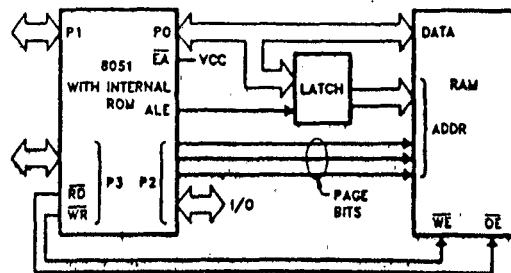 P1
P0
DATA
EA
VCC
8051
WITH INTERNAL
ROM
LATCH
RAM
ALE
ADDR
P3
P2
RD
WR
I/O
PAGE
BITS
WE
OE